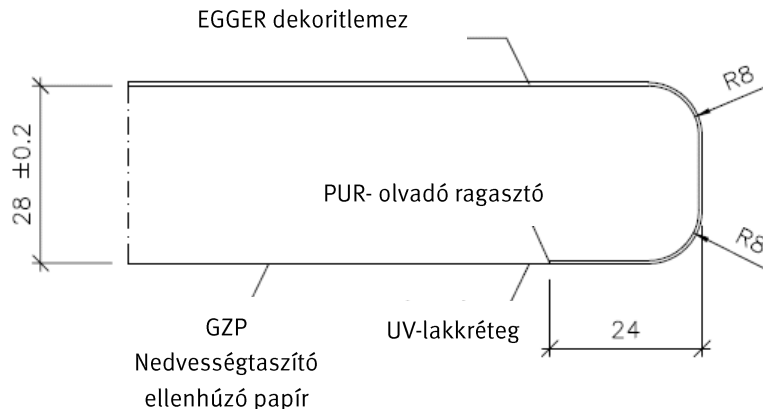 EGGER dekoritlemez
R8
28 ±0.2
PUR- olvadó ragasztó
R8
GZP
Nedvességtaszító
ellenhúzó papír
UV-lakkréteg
24